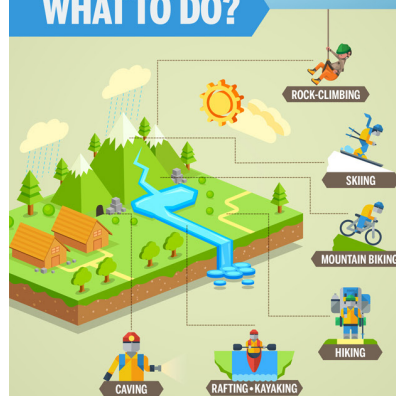 WHAT TO DO?
ROCK-CLIMBING
SKIING
MOUNTAIN BIKING
HIKING
CAVING
RAFTING • KAYAKING